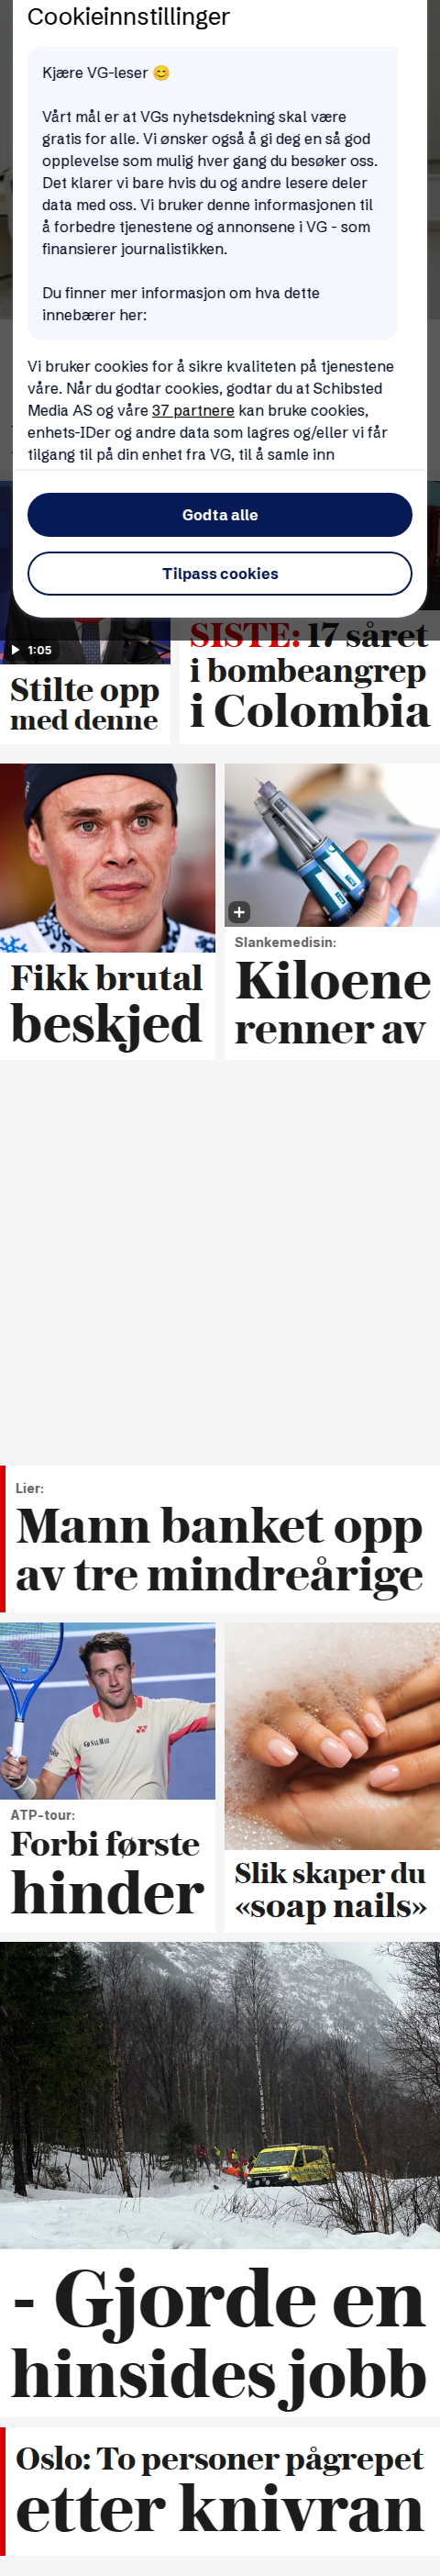 Cookieinnstillinger
Kjære VG-leser 😊
Vårt mål er at VGs nyhetsdekning skal være
gratis for alle. Vi ønsker også å gi deg en så god
opplevelse som mulig hver gang du besøker oss.
Det klarer vi bare hvis du og andre lesere deler
data med oss. Vi bruker denne informasjonen til
å forbedre tjenestene og annonsene i VG - som
finansierer journalistikken.
Du finner mer informasjon om hva dette
innebærer her:
Vi bruker cookies for å sikre kvaliteten på tjenestene
våre. Når du godtar cookies, godtar du at Schibsted
Media AS og våre 37 partnere kan bruke cookies,
enhets-IDer og andre data som lagres og/eller vi får
tilgang til på din enhet fra VG, til å samle inn
Godta alle
Tilpass cookies
1:05
Stilte opp
med denne
SISTE: 17 såret
i bombeangrep
i Colombia
Fikk brutal
beskjed
Slankemedisin:
Kiloene
renner av
Lier:
Mann banket opp
av tre mindreårige
ATP-tour:
Forbi første
hinder
Slik skaper du
«soap nails»
- Gjorde en
hinsides jobb
Oslo: To personer pågrepet
etter knivran